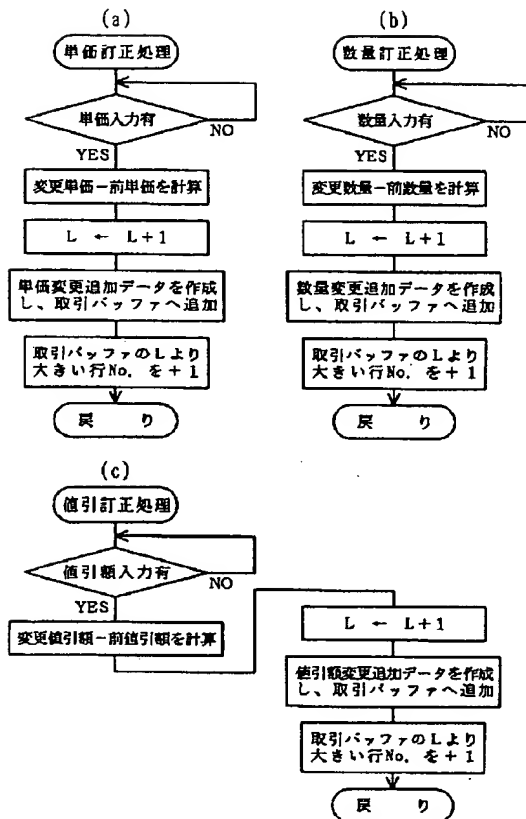 (a)
単価訂正処理
単価入力有
NO
YES
変更単価－前単価を計算
L ← L+1
単価変更追加データを作成
し、取引バッファへ追加
取引バッファのLより
大きい行No. を+1
戻 り
(b)
数量訂正処理
数量入力有
NO
YES
変更数量－前数量を計算
L ← L+1
数量変更追加データを作成
し、取引バッファへ追加
取引バッファのLより
大きい行No. を+1
戻 り
(c)
値引訂正処理
値引額入力有
NO
YES
変更値引額－前値引額を計算
L ← L+1
値引額変更追加データを作成
し、取引バッファへ追加
取引バッファのLより
大きい行No. を+1
戻 り